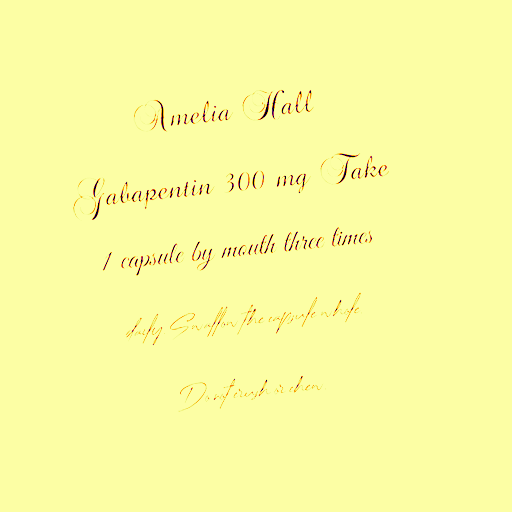 Amelia Hall
Gabapentin 300 mg Take
1 capsule by mouth three times
daily Swallow the capsule whole
Do not crush or chew